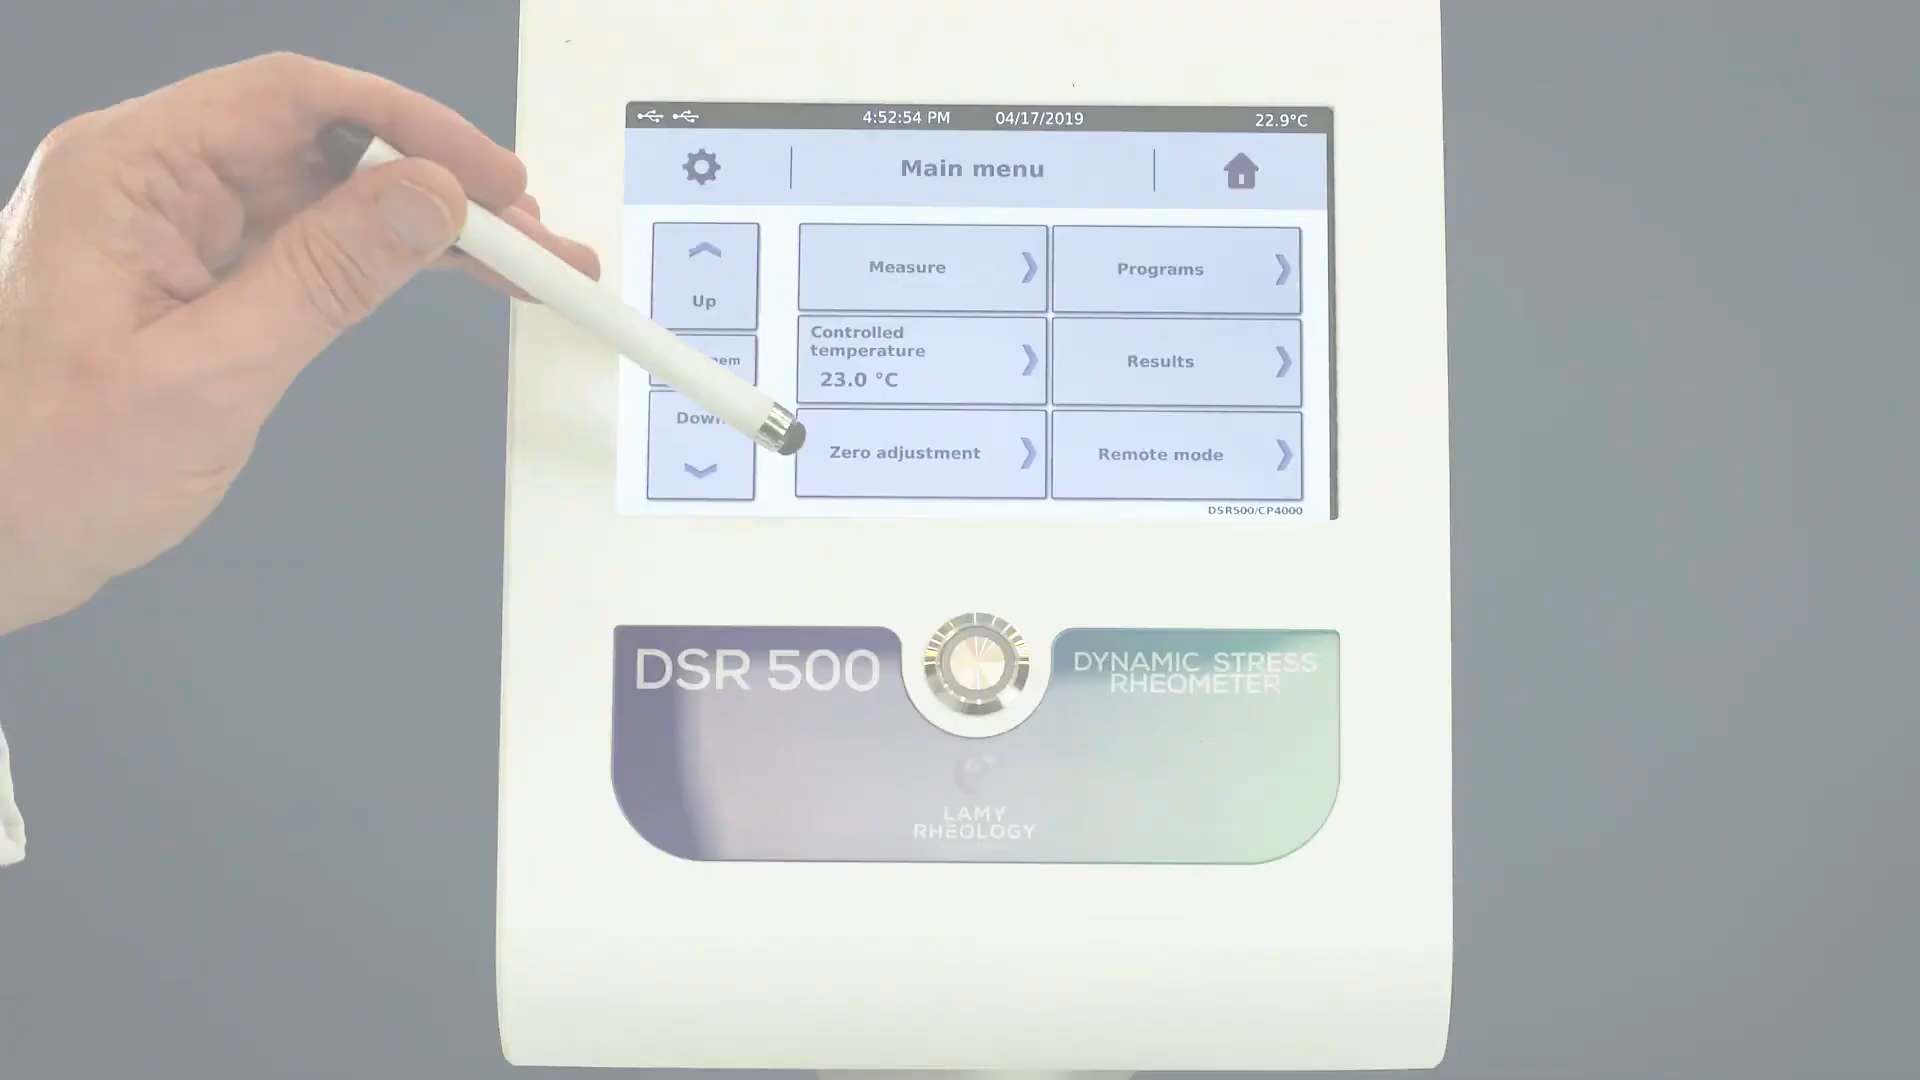 4:52:54 PM 04/17/2019 22.9°C
Main menu
Up
Measure
Programs
Controlled
temperature
23.0 °C
Results
Zero adjustment
Remote mode
DSR500/CP4000
DSR 500
DYNAMIC STRESS
RHEOMETER
LAMY
RHEOLOGY